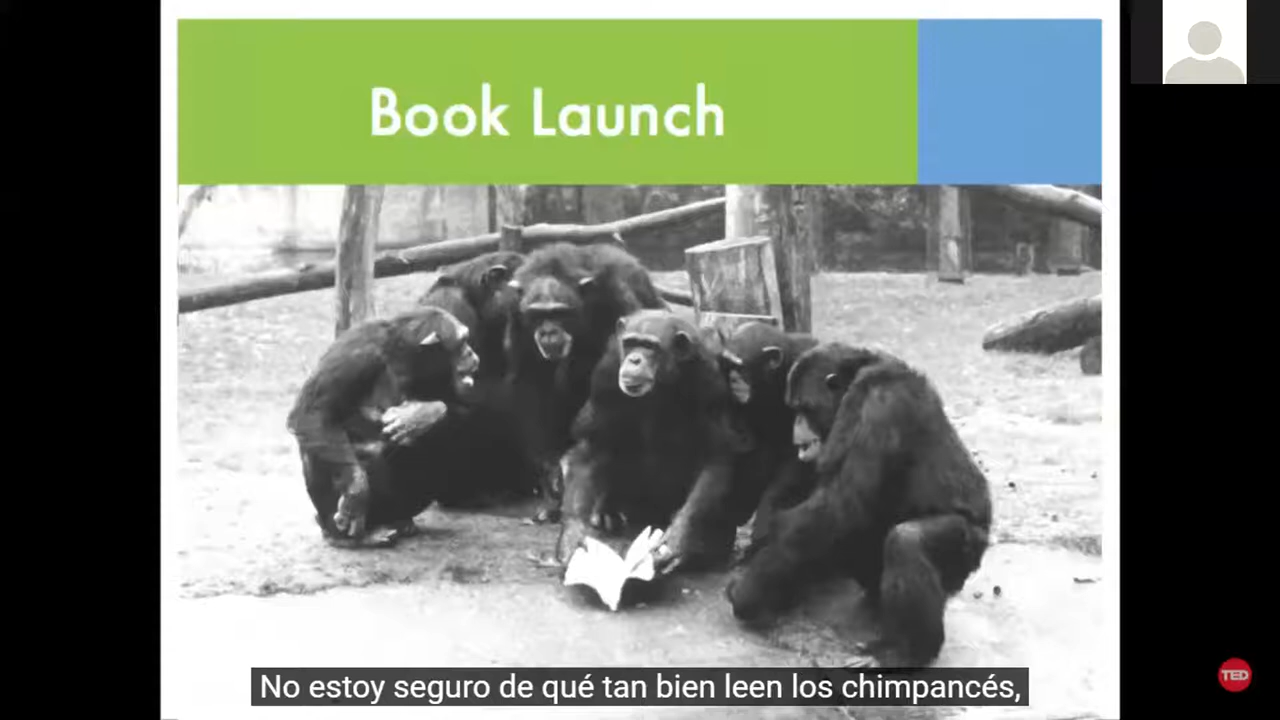 Book Launch
No estoy seguro de qué tan bien leen los chimpancés,
TED